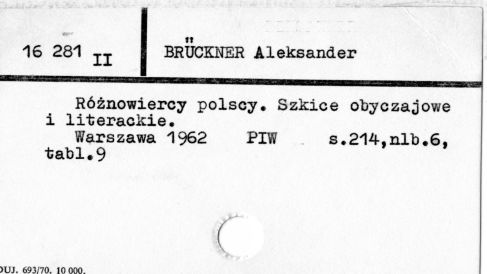 16 281 II BRÜCKNER Aleksander
Różnowiercy polscy. Szkice obyczajowe
i literackie.
Warszawa 1962 PIW s.214,nlb.6,
tabl.9
DUJ. 693/70. 10 000.